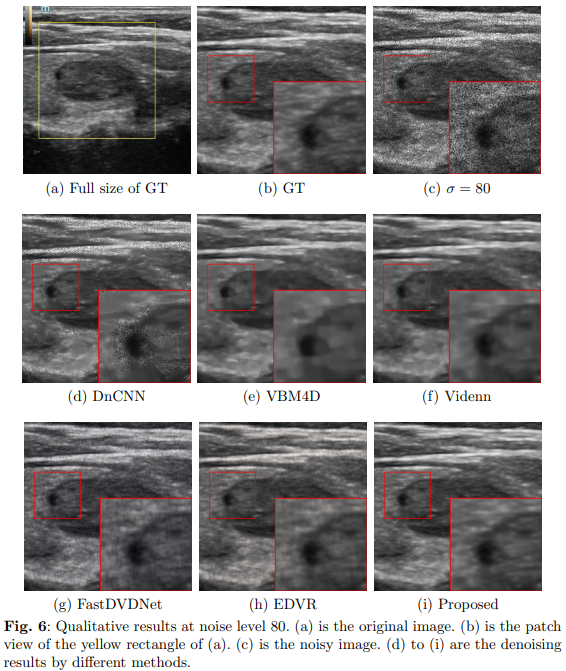 (a) Full size of GT
(b) GT
(c) σ = 80
(d) DnCNN
(e) VBM4D
(f) Videnn
(g) FastDVDNet
(h) EDVR
(i) Proposed
Fig. 6: Qualitative results at noise level 80. (a) is the original image. (b) is the patch
view of the yellow rectangle of (a). (c) is the noisy image. (d) to (i) are the denoising
results by different methods.